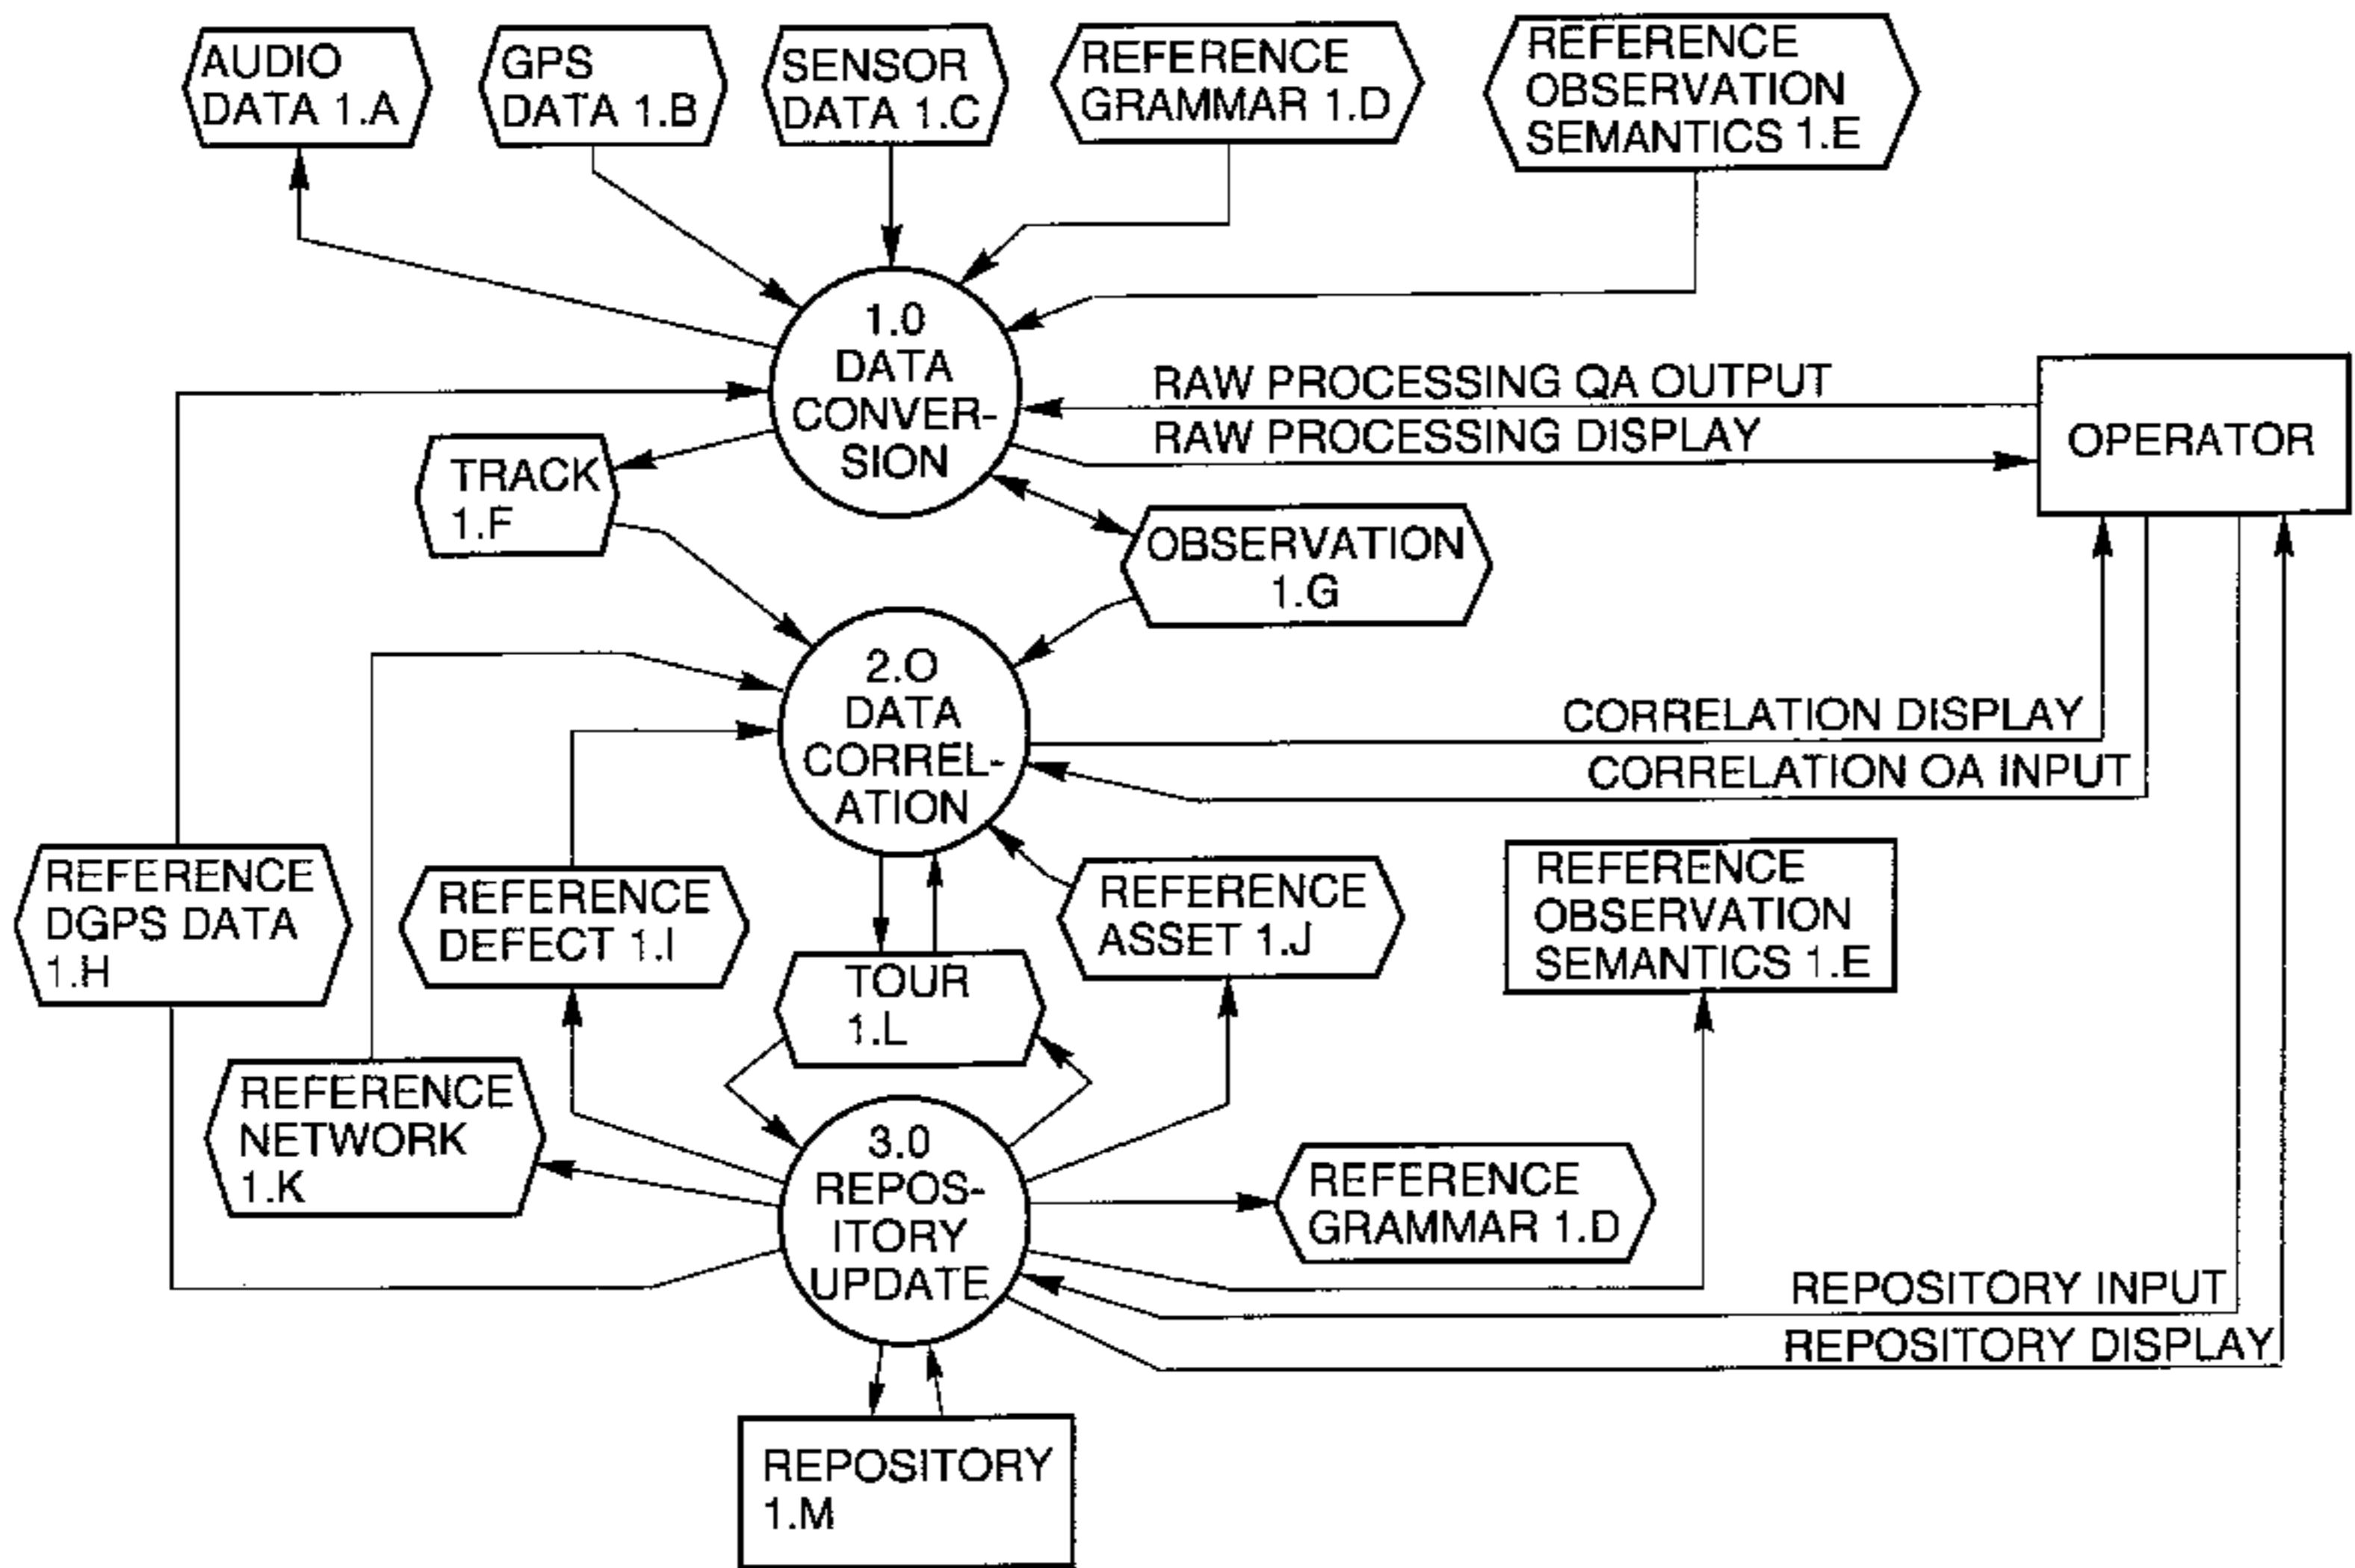 AUDIO
DATA 1.A
GPS
DATA 1.B
SENSOR
DATA 1.C
REFERENCE
GRAMMAR 1.D
REFERENCE
OBSERVATION
SEMANTICS 1.E
1.0
DATA
CONVER-
SION
RAW PROCESSING QA OUTPUT
RAW PROCESSING DISPLAY
OPERATOR
TRACK
1.F
OBSERVATION
1.G
2.O
DATA
CORREL-
ATION
CORRELATION DISPLAY
CORRELATION OA INPUT
REFERENCE
DGPS DATA
1.H
REFERENCE
DEFECT 1.I
TOUR
1.L
REFERENCE
ASSET 1.J
REFERENCE
OBSERVATION
SEMANTICS 1.E
REFERENCE
NETWORK
1.K
3.0
REPOS-
ITORY
UPDATE
REFERENCE
GRAMMAR 1.D
REPOSITORY INPUT
REPOSITORY DISPLAY
REPOSITORY
1.M